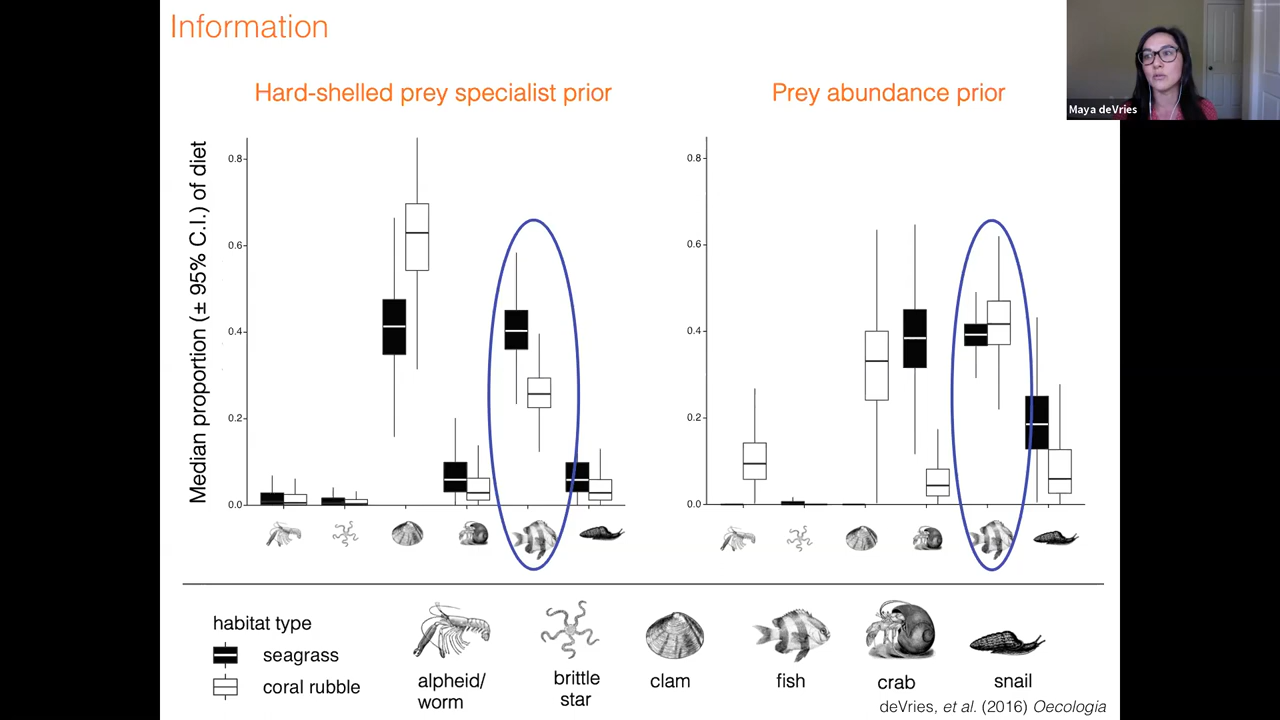 Information
Maya deVries
Hard-shelled prey specialist prior
Prey abundance prior
Median proportion (± 95% C.I.) of diet
0.8
0.6
0.4
0.2
0.0
0.8
0.6
0.4
0.2
0.0
habitat type
seagrass
coral rubble
alpheid/
worm
brittle
star
clam
fish
crab
snail
deVries, et al. (2016) Oecologia